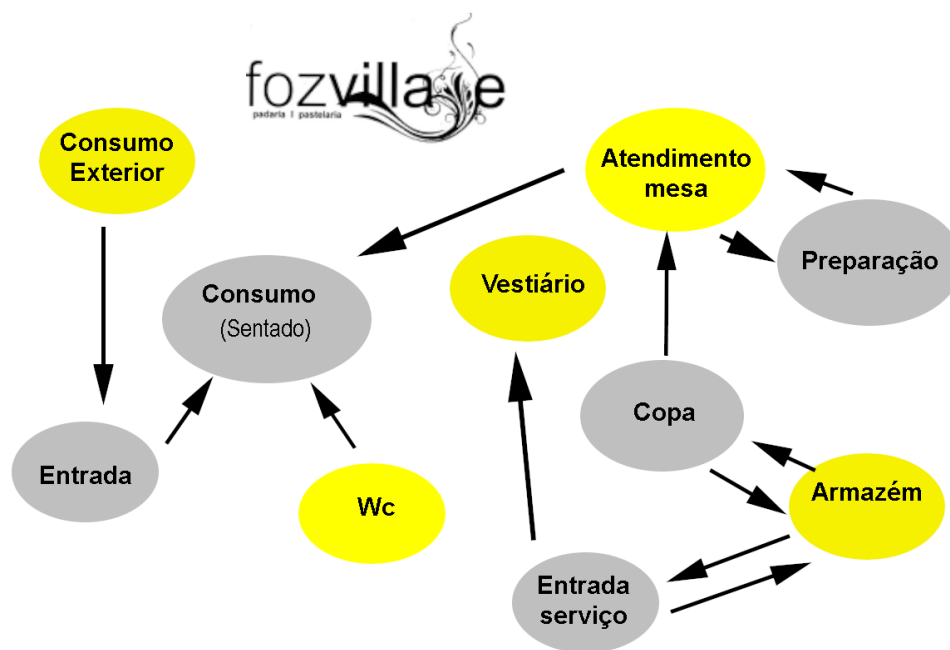 fozvillage
padaria | pastelaria
Consumo
Exterior
Atendimento
mesa
Preparação
Consumo
(Sentado)
Vestiário
Copa
Entrada
Wc
Armazém
Entrada
serviço